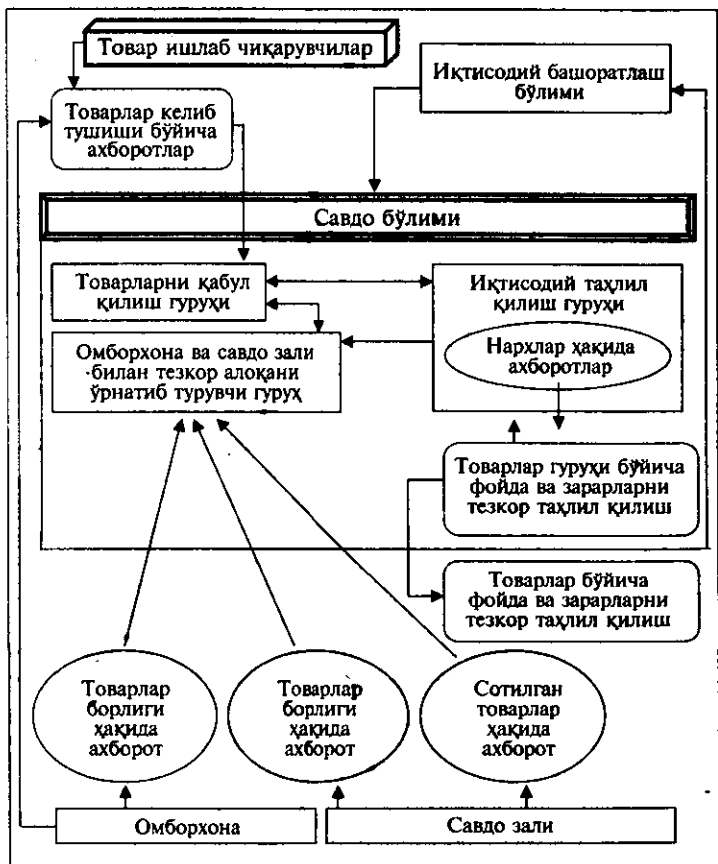 Товар ишлаб чиқарувчилар
Иқтисодий башоратлаш
бўлими
Товарлар келиб
тушиши бўйича
ахборотлар
Савдо бўлими
Товарларни қабул
қилиш гуруҳи
Иқтисодий таҳлил
қилиш гуруҳи
Нархлар ҳақида
ахборотлар
Омборхона ва савдо зали
билан тезкор алоқани
ўрнатиб турувчи гуруҳ
Товарлар гуруҳи бўйича
фойда ва зарарларни
тезкор таҳлил қилиш
Товарлар бўйича
фойда ва зарарларни
тезкор таҳлил қилиш
Товарлар
борлиги
ҳақида
ахборот
Товарлар
борлиги
ҳақида
ахборот
Сотилган
товарлар
ҳақида
ахборот
Омборхона
Савдо зали